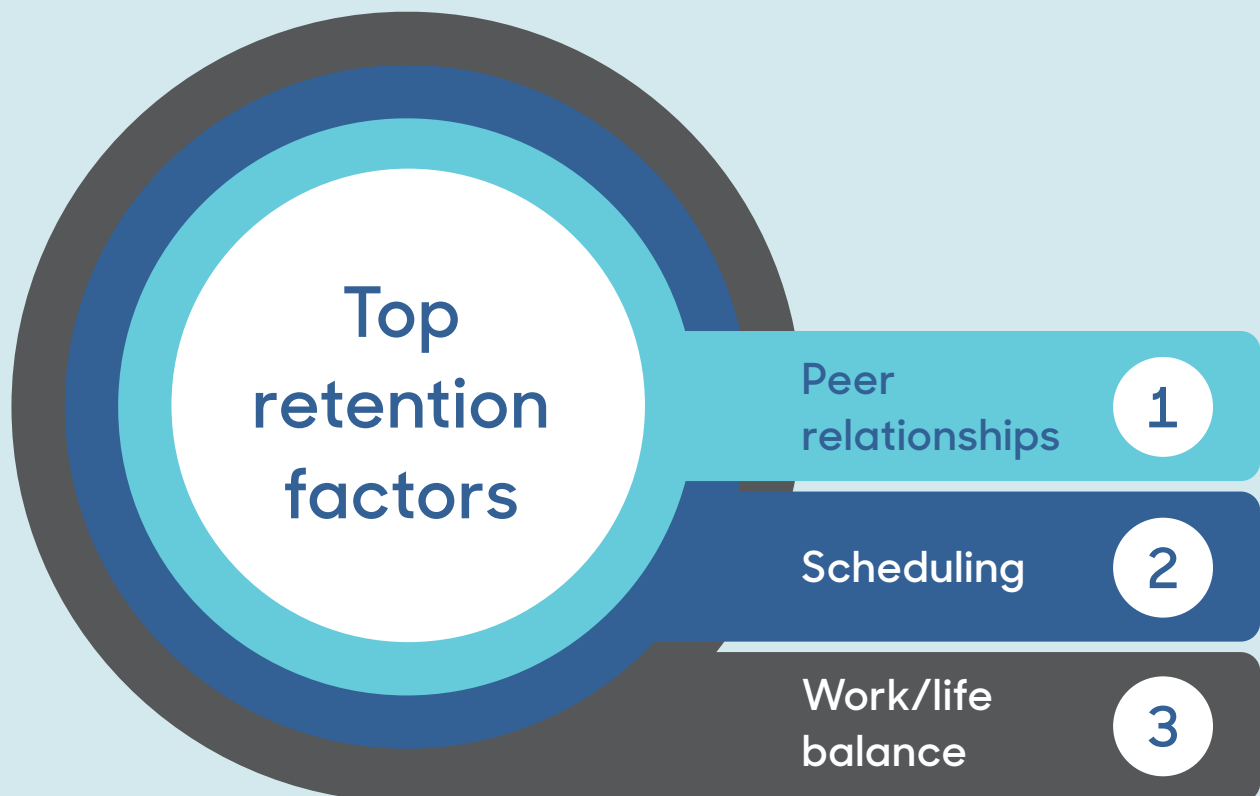 Top
retention
factors
Peer
relationships
1
Scheduling
2
Work/life
balance
3